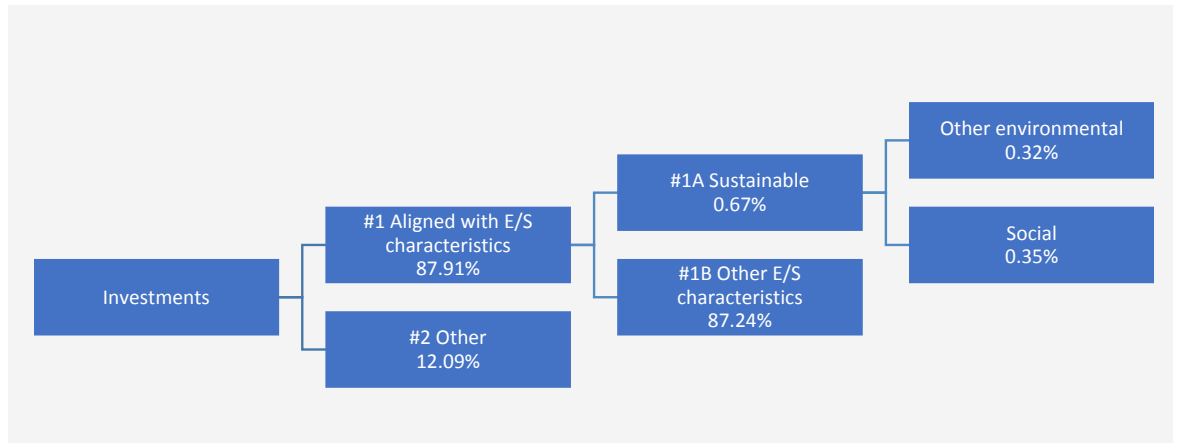 Investments
#1 Aligned with E/S
characteristics
87.91%
#2 Other
12.09%
#1A Sustainable
0.67%
#1B Other E/S
characteristics
87.24%
Other environmental
0.32%
Social
0.35%